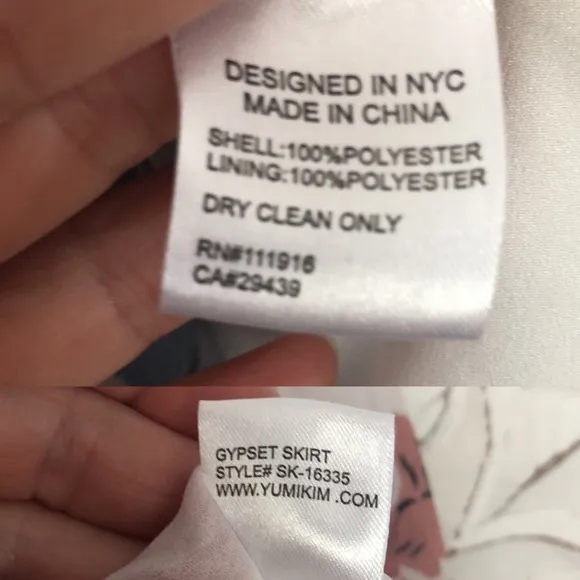 DESIGNED IN NYC
MADE IN CHINA
SHELL:100%POLYESTER
LINING:100%POLYESTER
DRY CLEAN ONLY
RN#111916
CA#29439
GYPSET SKIRT
STYLE# SK-16335
WWW.YUMIKIM .COM